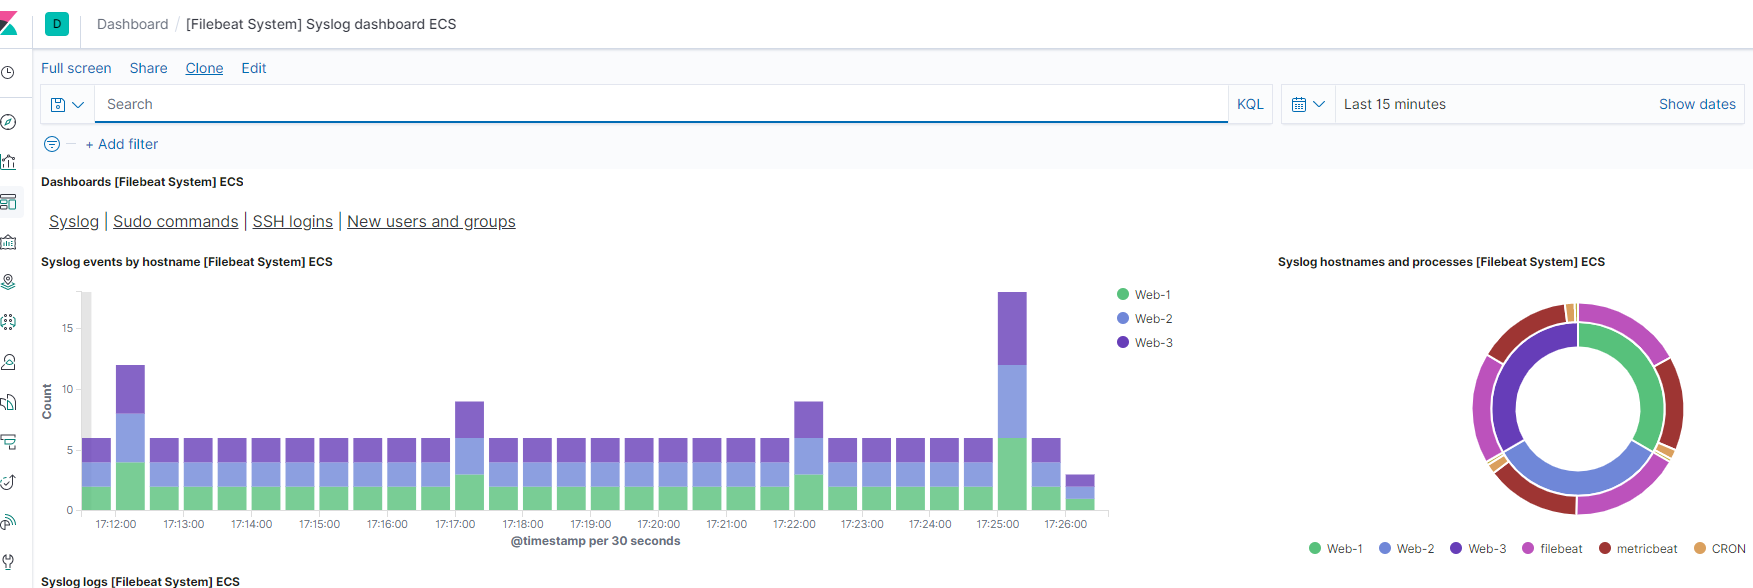 D Dashboard / [Filebeat System] Syslog dashboard ECS
Full screen Share Clone Edit
Search KQL Last 15 minutes Show dates
+ Add filter
Dashboards [Filebeat System] ECS
Syslog | Sudo commands | SSH logins | New users and groups
Syslog events by hostname [Filebeat System] ECS
Count
15
10
5
0
17:12:00 17:13:00 17:14:00 17:15:00 17:16:00 17:17:00 17:18:00 17:19:00 17:20:00 17:21:00 17:22:00 17:23:00 17:24:00 17:25:00 17:26:00
@timestamp per 30 seconds
Web-1
Web-2
Web-3
Syslog hostnames and processes [Filebeat System] ECS
Web-1 Web-2 Web-3 filebeat metricbeat CRON
Syslog logs [Filebeat System] ECS